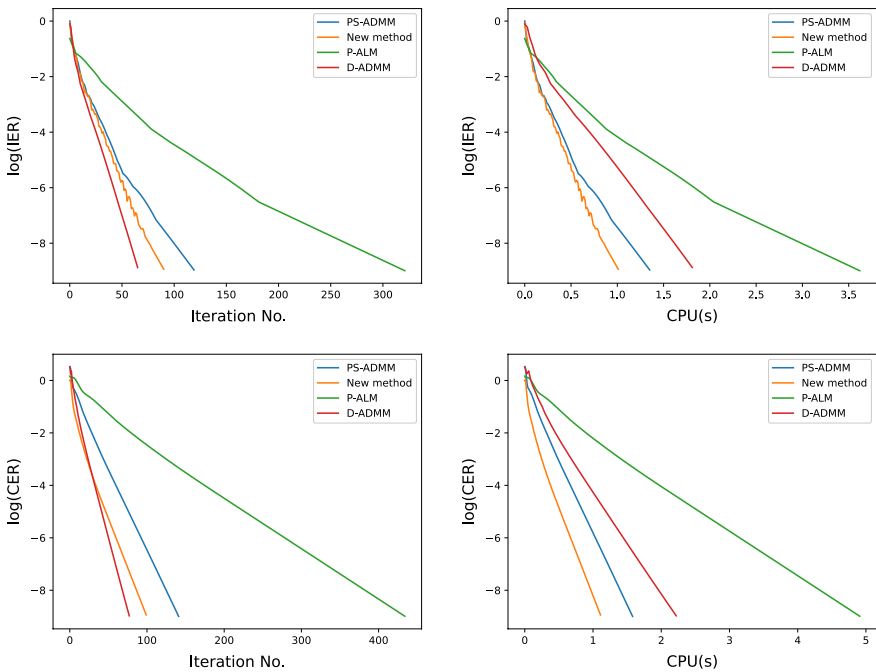 PS-ADMM
New method
P-ALM
D-ADMM
0
−2
−4
−6
−8
log(IER)
0
50
100
150
200
250
300
Iteration No.
PS-ADMM
New method
P-ALM
D-ADMM
0
−2
−4
−6
−8
log(IER)
0.0
0.5
1.0
1.5
2.0
2.5
3.0
3.5
CPU(s)
PS-ADMM
New method
P-ALM
D-ADMM
0
−2
−4
−6
−8
log(CER)
0
100
200
300
400
Iteration No.
PS-ADMM
New method
P-ALM
D-ADMM
0
−2
−4
−6
−8
log(CER)
0
1
2
3
4
5
CPU(s)